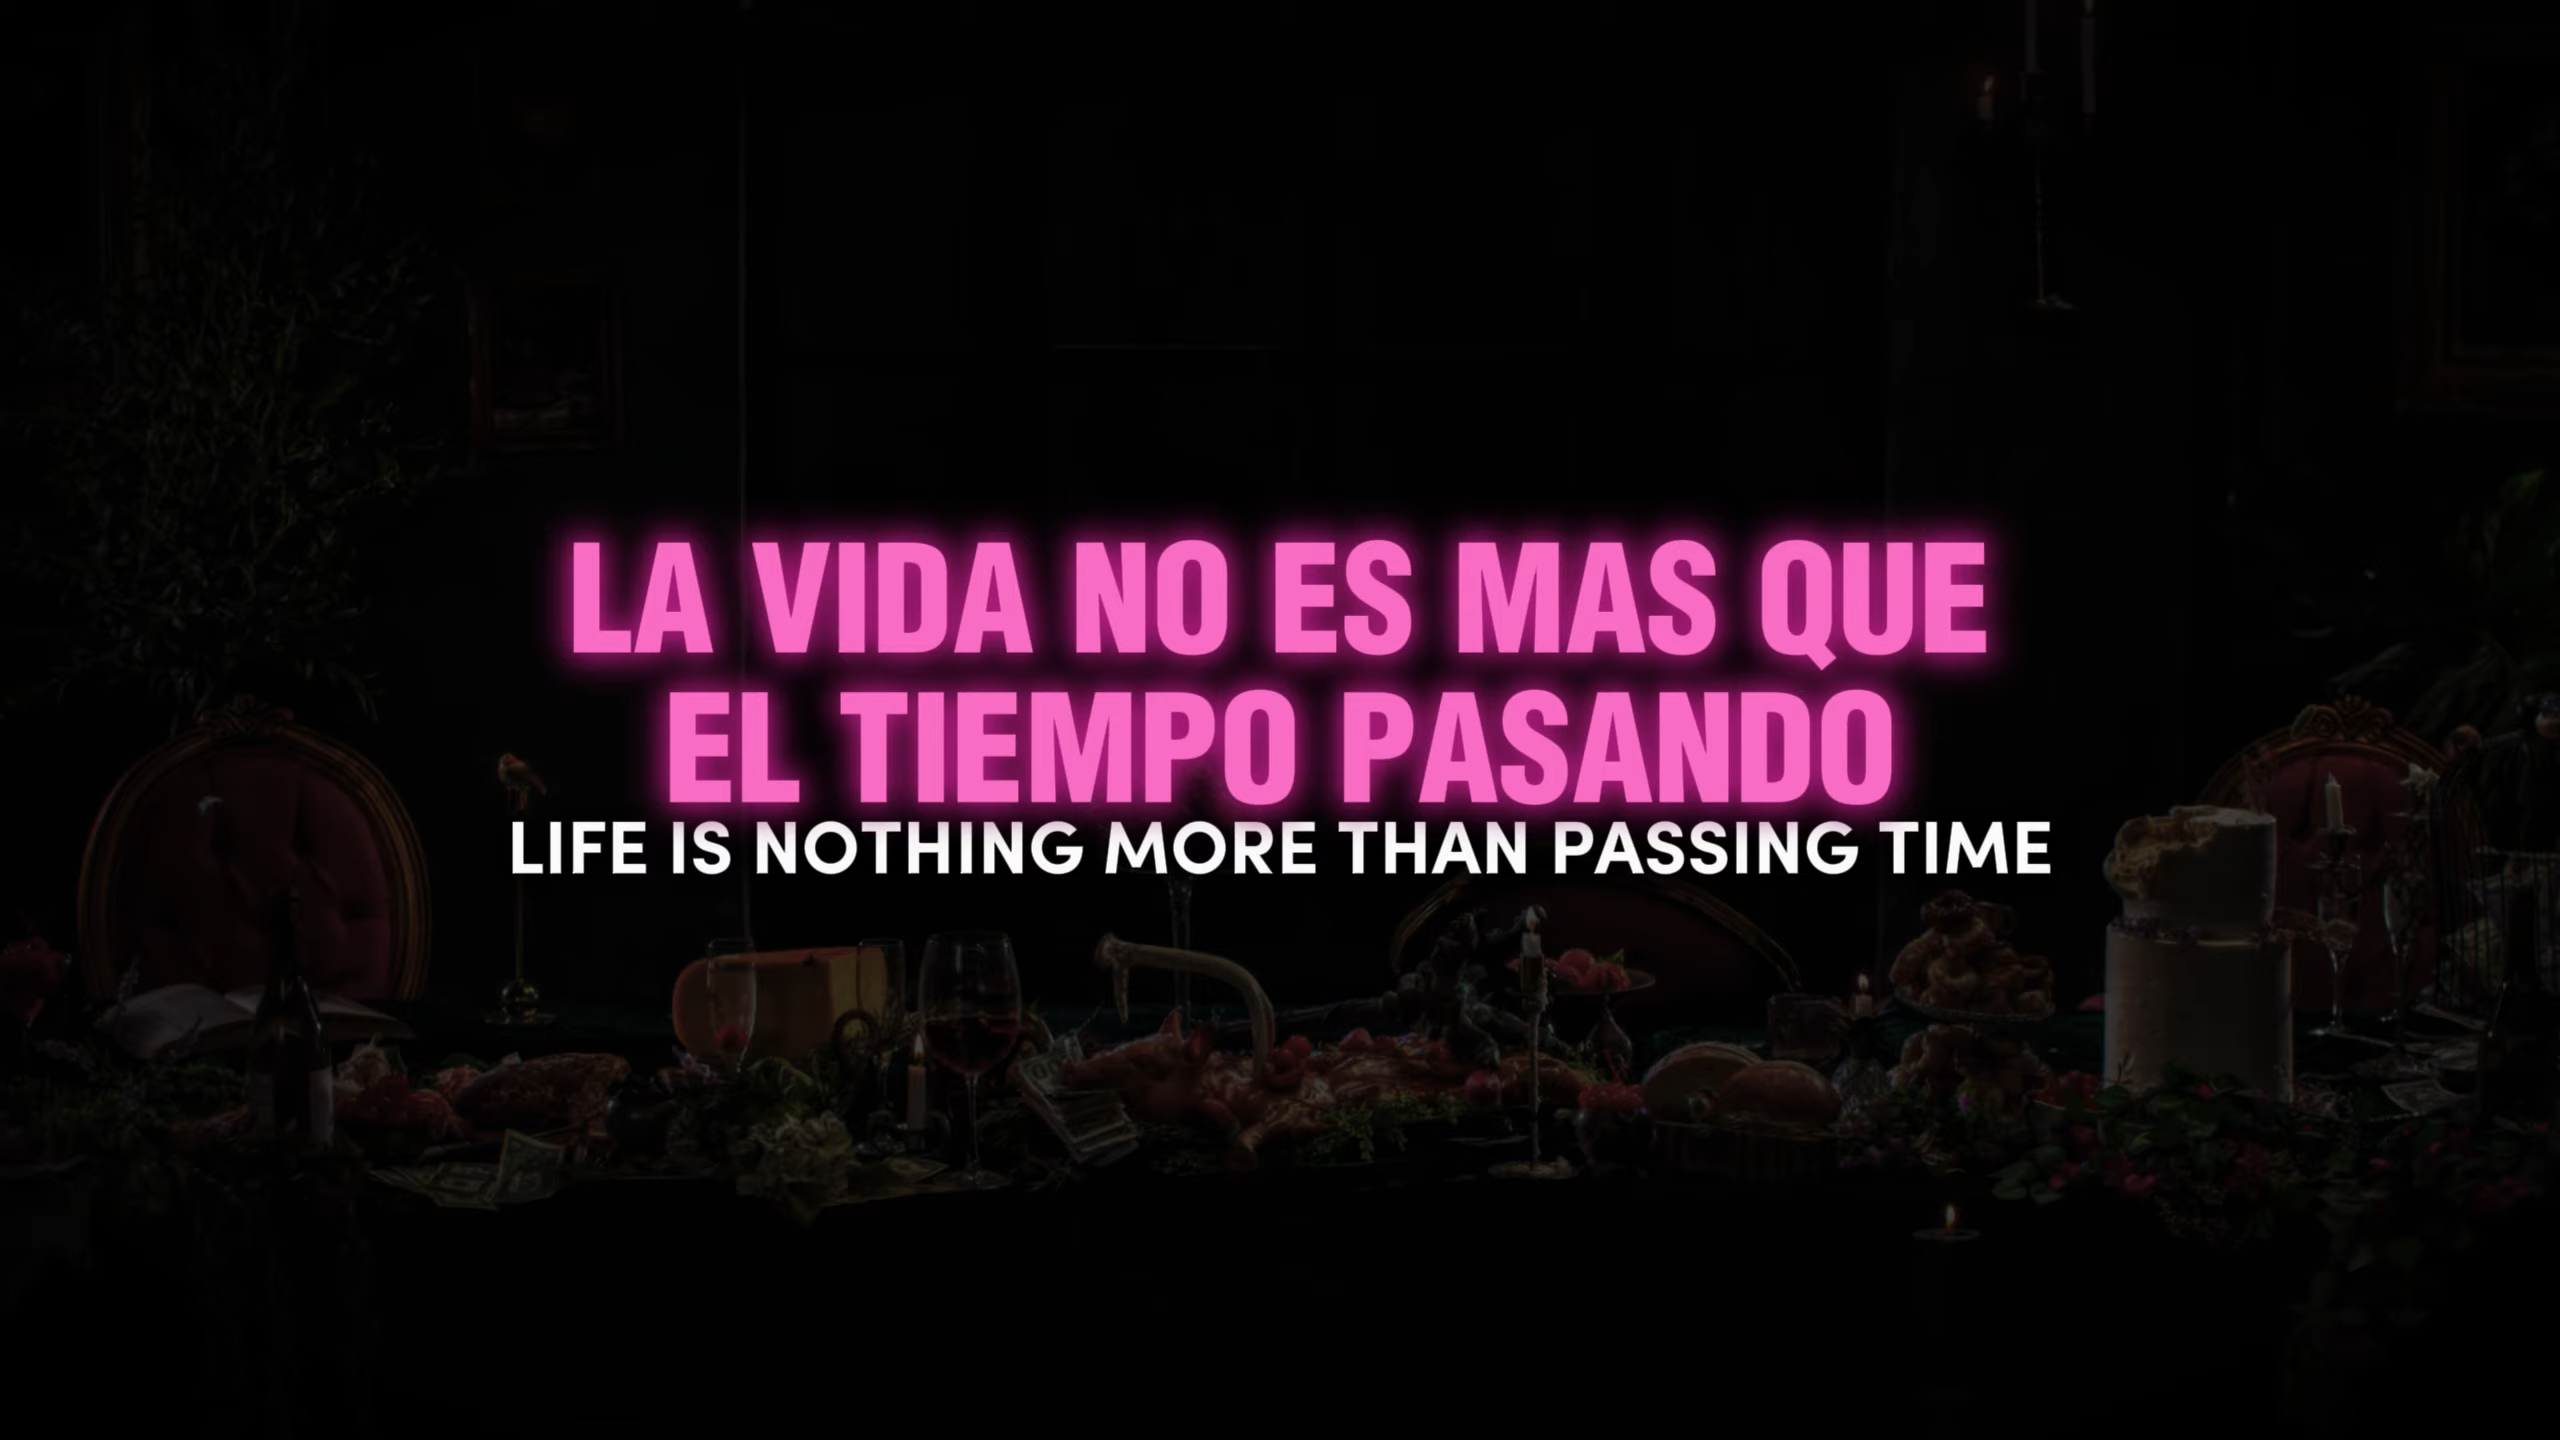 LA VIDA NO ES MAS QUE
EL TIEMPO PASANDO
LIFE IS NOTHING MORE THAN PASSING TIME